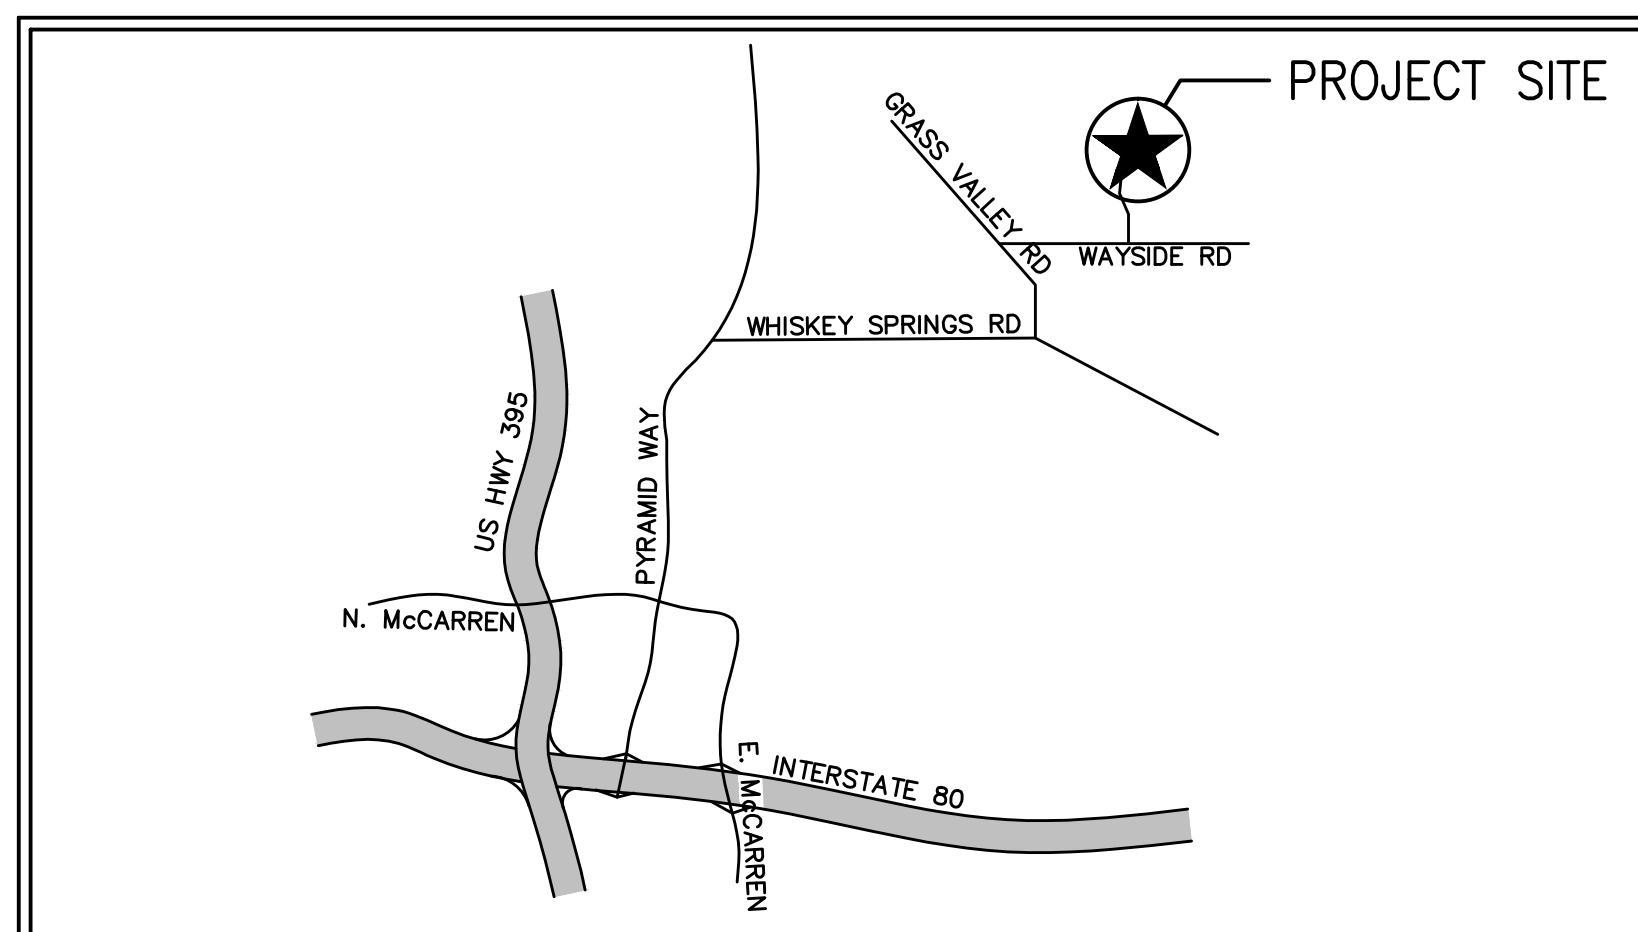 PROJECT SITE
GRASS VALLEY RD
WAYSIDE RD
WHISKEY SPRINGS RD
US HWY 395
PYRAMID WAY
N. McCARREN
E. McCARREN
INTERSTATE 80